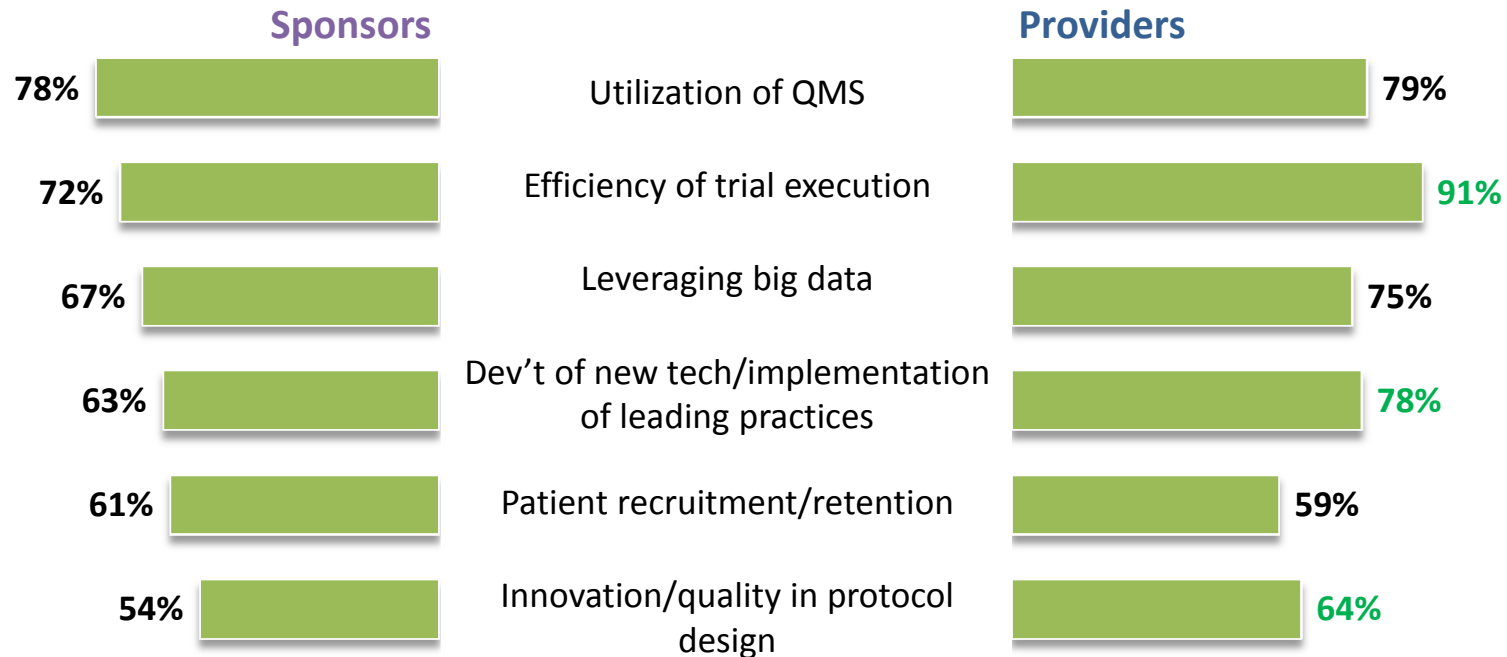 Sponsors Providers
78% Utilization of QMS 79%
72% Efficiency of trial execution 91%
67% Leveraging big data 75%
63% Dev’t of new tech/implementation
of leading practices 78%
61% Patient recruitment/retention 59%
54% Innovation/quality in protocol
design 64%